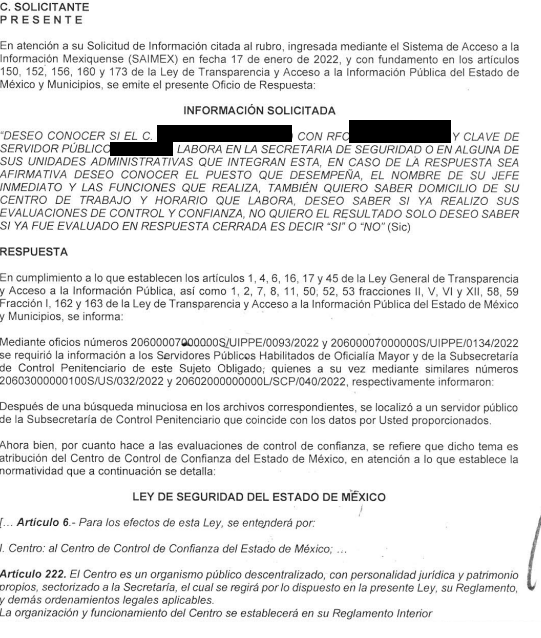 C. SOLICITANTE
P R E S E N T E
En atención a su Solicitud de Información citada al rubro, ingresada mediante el Sistema de Acceso a la
Información Mexiquense (SAIMEX) en fecha 17 de enero de 2022, y con fundamento en los artículos
150, 152, 156, 160 y 173 de la Ley de Transparencia y Acceso a la Información Pública del Estado de
México y Municipios, se emite el presente Oficio de Respuesta:
INFORMACIÓN SOLICITADA
"DESEO CONOCER SI EL C. CON RFC Y CLAVE DE
SERVIDOR PÚBLICO LABORA EN LA SECRETARIA DE SEGURIDAD O EN ALGUNA DE
SUS UNIDADES ADMINISTRATIVAS QUE INTEGRAN ESTA, EN CASO DE LA RESPUESTA SEA
AFIRMATIVA DESEO CONOCER EL PUESTO QUE DESEMPEÑA, EL NOMBRE DE SU JEFE
INMEDIATO Y LAS FUNCIONES QUE REALIZA, TAMBIÉN QUIERO SABER DOMICILIO DE SU
CENTRO DE TRABAJO Y HORARIO QUE LABORA, DESEO SABER SI YA REALIZO SUS
EVALUACIONES DE CONTROL Y CONFIANZA, NO QUIERO EL RESULTADO SOLO DESEO SABER
SI YA FUE EVALUADO EN RESPUESTA CERRADA ES DECIR "SI" O "NO" (Sic)
RESPUESTA
En cumplimiento a lo que establecen los artículos 1, 4, 6, 16, 17 y 45 de la Ley General de Transparencia
y Acceso a la Información Pública, así como 1, 2, 7, 8, 11, 50, 52, 53 fracciones II, V, VI y XII, 58, 59
Fracción I, 162 y 163 de la Ley de Transparencia y Acceso a la Información Pública del Estado de México
y Municipios, se informa:
Mediante oficios números 20600007000000S/UIPPE/0093/2022 y 20600007000000S/UIPPE/0134/2022
se requirió la información a los Servidores Públicos Habilitados de Oficialía Mayor y de la Subsecretaría
de Control Penitenciario de este Sujeto Obligado; quienes a su vez mediante similares números
20603000000100S/US/032/2022 y 20602000000000L/SCP/040/2022, respectivamente informaron:
Después de una búsqueda minuciosa en los archivos correspondientes, se localizó a un servidor público
de la Subsecretaría de Control Penitenciario que coincide con los datos por Usted proporcionados.
Ahora bien, por cuanto hace a las evaluaciones de control de confianza, se refiere que dicho tema es
atribución del Centro de Control de Confianza del Estado de México, en atención a lo que establece la
normatividad que a continuación se detalla:
LEY DE SEGURIDAD DEL ESTADO DE MÉXICO
[... Artículo 6.- Para los efectos de esta Ley, se entenderá por:
I. Centro: al Centro de Control de Confianza del Estado de México; ...
Artículo 222. El Centro es un organismo público descentralizado, con personalidad jurídica y patrimonio
propios, sectorizado a la Secretaría, el cual se regirá por lo dispuesto en la presente Ley, su Reglamento,
y demás ordenamientos legales aplicables.
La organización y funcionamiento del Centro se establecerá en su Reglamento Interior